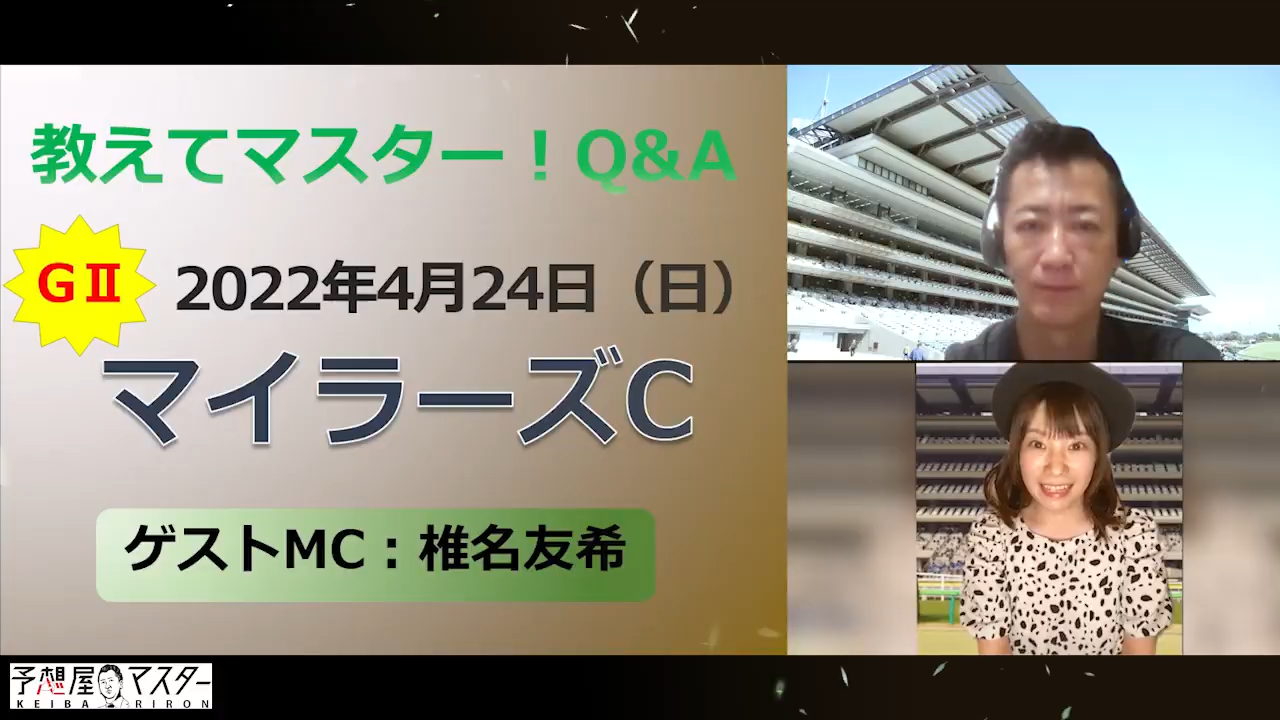 教えてマスター！Q&A
GⅡ
2022年4月24日（日）
マイラーズC
ゲストMC：椎名友希
予想屋マスター
KEIBA RIRON